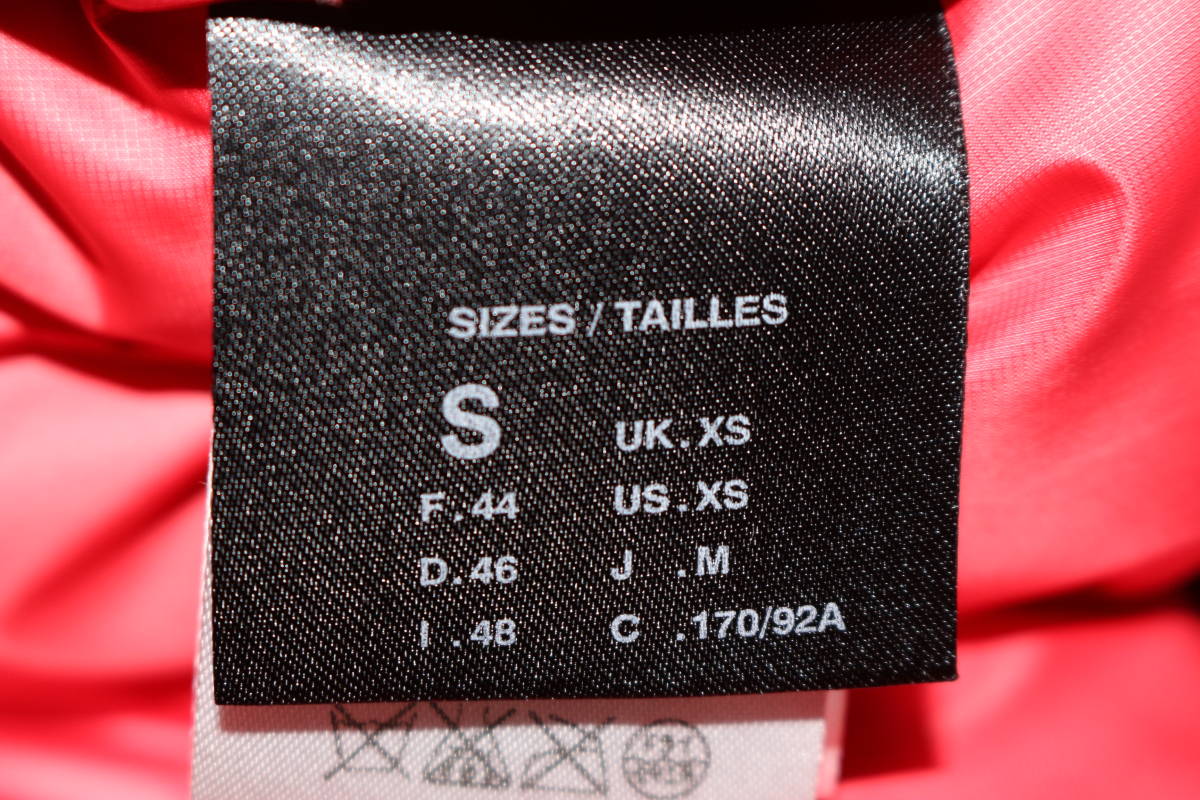 SIZES / TAILLES
S
UK. XS
F. 44
US. XS
D. 46
J . M
I . 48
C . 170/92A